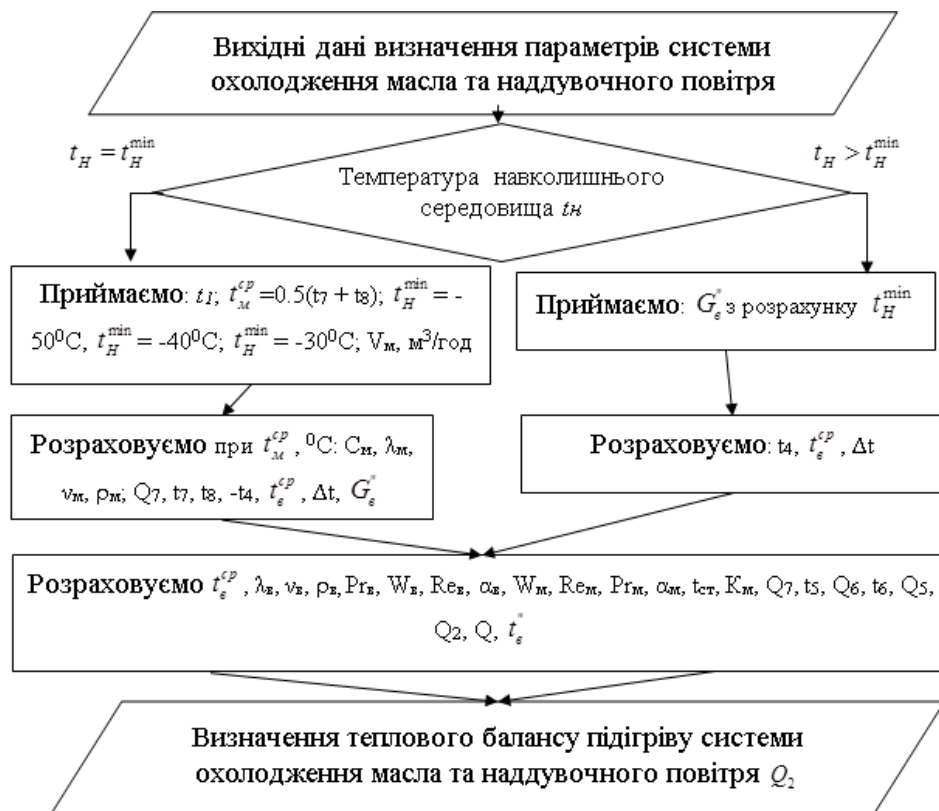 Вихідні дані визначення параметрів системи
охолодження масла та наддувочного повітря
t_H = t_H^min
t_H > t_H^min
Температура навколишнього
середовища tн
Приймаємо: t1; t_м^ср =0.5(t7 + t8); t_H^min = -
50⁰C, t_H^min = -40⁰C; t_H^min = -30⁰C; Vм, м³/год
Приймаємо: G_в^" з розрахунку t_H^min
Розраховуємо при t_м^ср , ⁰C: Cм, λм,
νм, ρм; Q7, t7, t8, -t4, t_в^ср , Δt, G_в^"
Розраховуємо: t4, t_в^ср , Δt
Розраховуємо t_в^ср , λв, νв, ρв, Prв, Wв, Reв, αв, Wм, Reм, Prм, αм, tст, Kм, Q7, t5, Q6, t6, Q5,
Q2, Q, t_в^"
Визначення теплового балансу підігріву системи
охолодження масла та наддувочного повітря Q₂